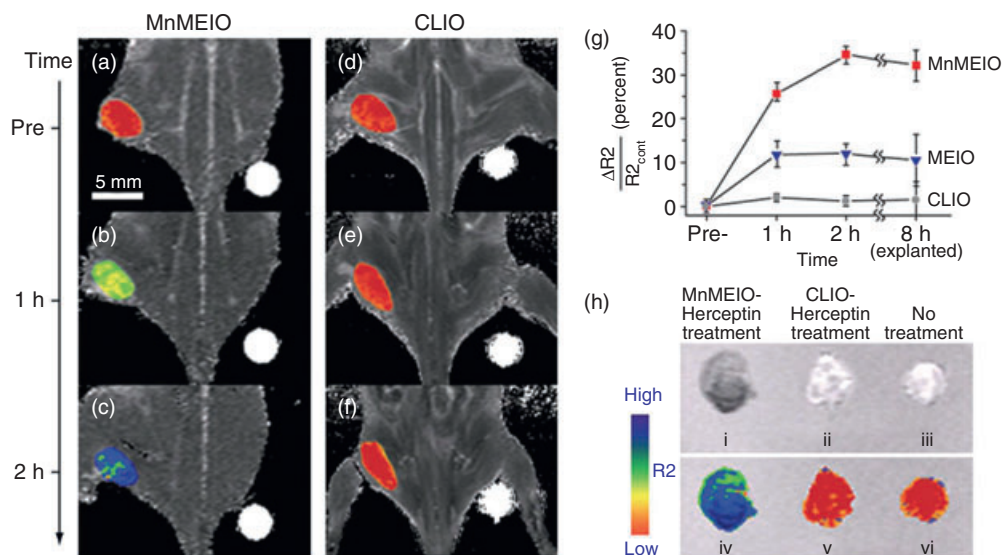 MnMEIO
CLIO
Time
Pre
1 h
2 h
(a)
5 mm
(b)
(c)
(d)
(e)
(f)
(g)
ΔR2
R2cont
(percent)
40
30
20
10
0
MnMEIO
MEIO
CLIO
Pre-
1 h
2 h
8 h
(explanted)
Time
(h)
MnMEIO-
Herceptin
treatment
CLIO-
Herceptin
treatment
No
treatment
High
R2
Low
i
ii
iii
iv
v
vi